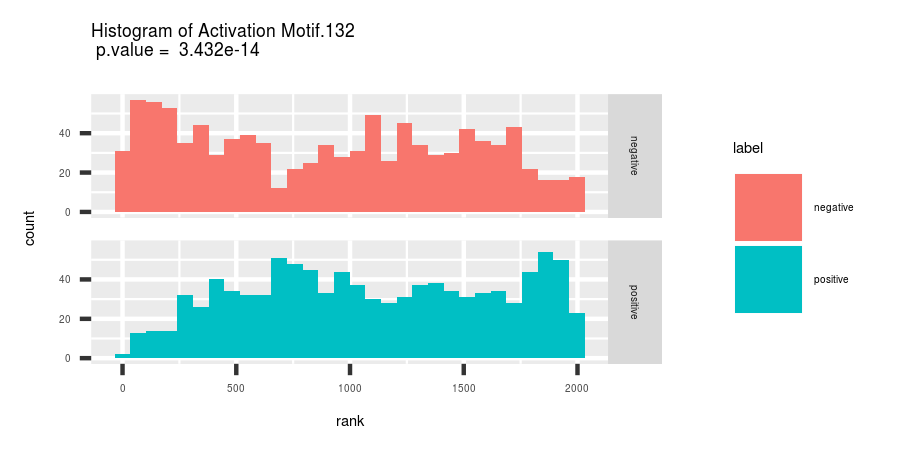 Histogram of Activation Motif.132
p.value = 3.432e-14
count
40
20
0
negative
40
20
0
positive
0 500 1000 1500 2000
rank
label
negative
positive